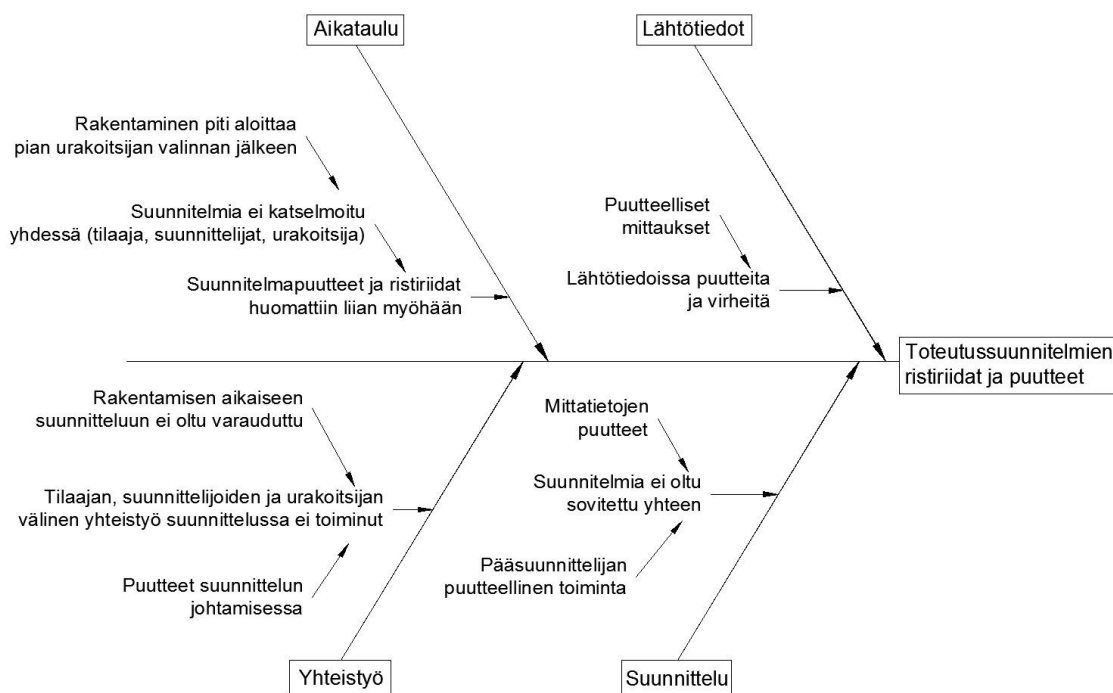 Aikataulu
Lähtötiedot
Rakentaminen piti aloittaa
pian urakoitsijan valinnan jälkeen
Suunnitelmia ei katselmoitu
yhdessä (tilaaja, suunnittelijat, urakoitsija)
Suunnitelmapuutteet ja ristiriidat
huomattiin liian myöhään
Puutteelliset
mittaukset
Lähtötiedoissa puutteita
ja virheitä
Toteutussuunnitelmien
ristiriidat ja puutteet
Rakentamisen aikaiseen
suunnitteluun ei oltu varauduttu
Tilaajan, suunnittelijoiden ja urakoitsijan
välinen yhteistyö suunnittelussa ei toiminut
Puutteet suunnittelun
johtamisessa
Mittatietojen
puutteet
Suunnitelmia ei oltu
sovitettu yhteen
Pääsuunnittelijan
puutteellinen toiminta
Yhteistyö
Suunnittelu